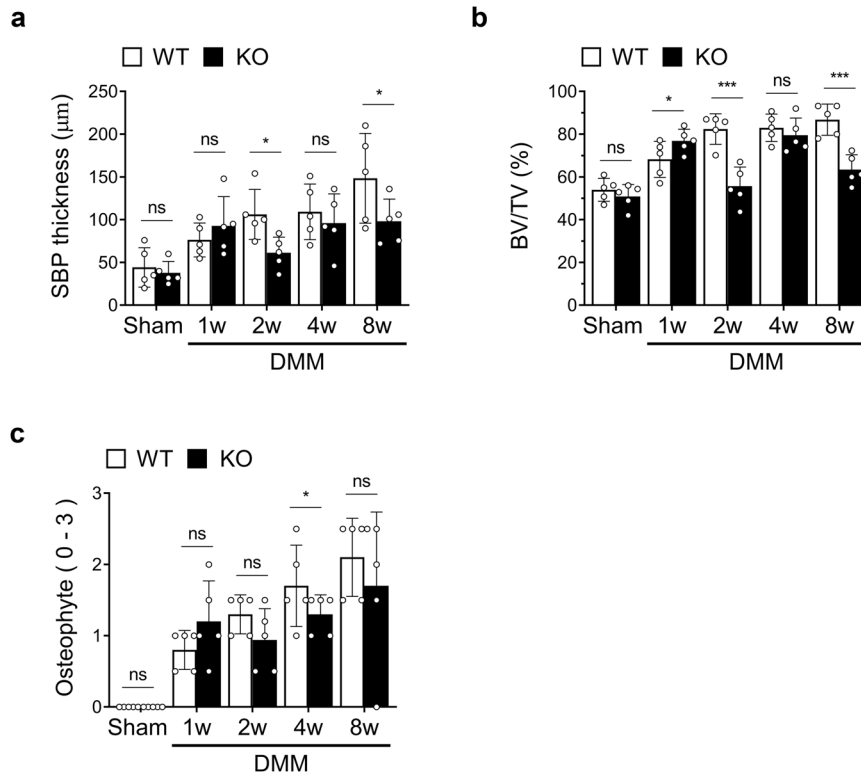 a
WT KO
SBP thickness (μm)
250
200
150
100
50
0
ns
ns
*
ns
*
Sham 1w 2w 4w 8w
DMM
b
WT KO
BV/TV (%)
100
80
60
40
20
0
ns
*
***
ns
***
Sham 1w 2w 4w 8w
DMM
c
WT KO
Osteophyte ( 0 - 3 )
3
2
1
0
ns
ns
ns
*
ns
Sham 1w 2w 4w 8w
DMM